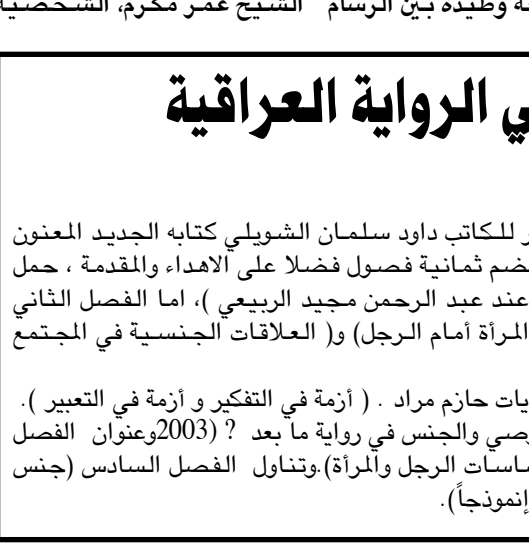 وطيدة بين الرسام الشيخ عمر مكرم، الشخصية
ي الرواية العراقية
ر للكاتب داود سلمان الشويلي كتابه الجديد المعنون
ضم ثمانية فصول فضلا على الاهداء والمقدمة ، حمل
عند عبد الرحمن مجيد الربيعي )، اما الفصل الثاني
المرأة أمام الرجل) و( العلاقات الجنسية في المجتمع
يات حازم مراد . ( أزمة في التفكير و أزمة في التعبير ).
وصي والجنس في رواية ما بعد ? (2003وعنوان الفصل
ساسات الرجل والمرأة).وتناول الفصل السادس (جنس
إنموذجاً).